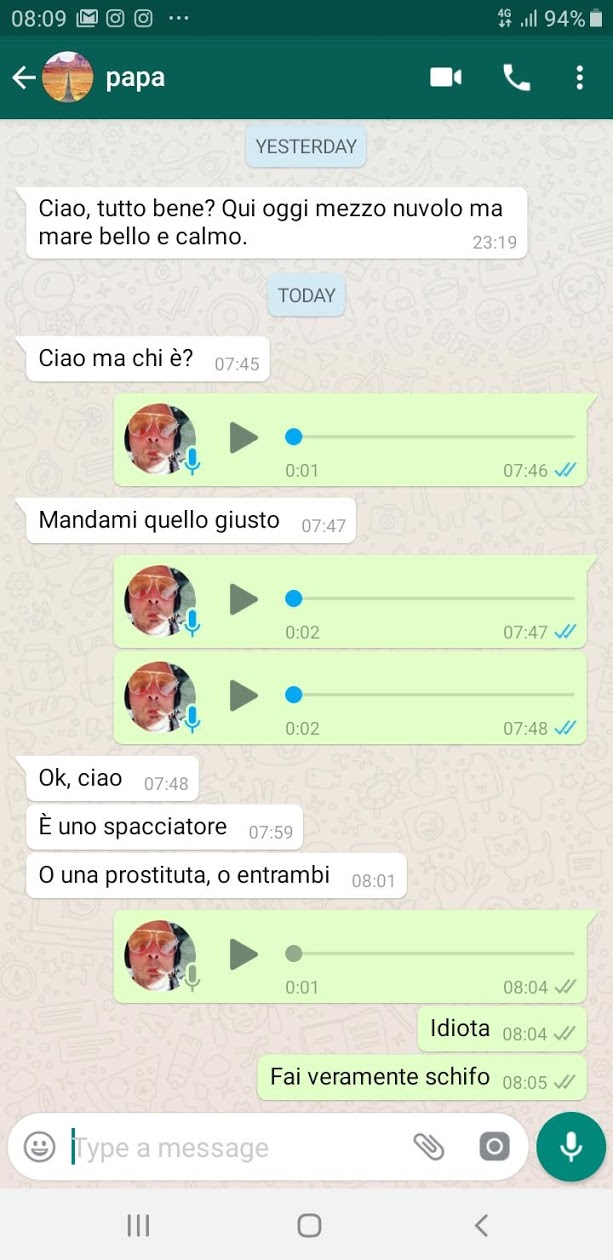 08:09 4G 94%
papa
YESTERDAY
Ciao, tutto bene? Qui oggi mezzo nuvolo ma
mare bello e calmo.
23:19
TODAY
Ciao ma chi è? 07:45
0:01 07:46
Mandami quello giusto 07:47
0:02 07:47
0:02 07:48
Ok, ciao 07:48
È uno spacciatore 07:59
O una prostituta, o entrambi 08:01
0:01 08:04
Idiota 08:04
Fai veramente schifo 08:05
Type a message